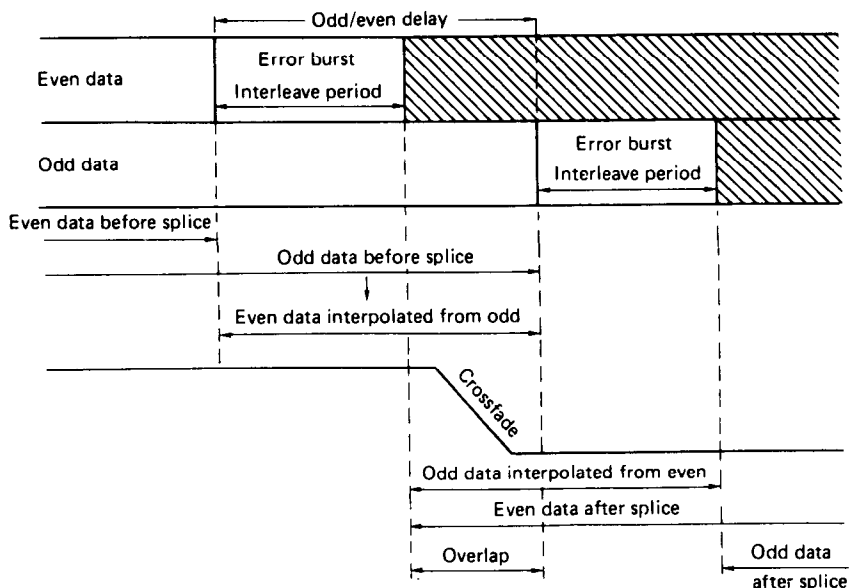 Odd/even delay
Even data
Error burst
Interleave period
Odd data
Error burst
Interleave period
Even data before splice
Odd data before splice
Even data interpolated from odd
Crossfade
Odd data interpolated from even
Even data after splice
Overlap
Odd data
after splice